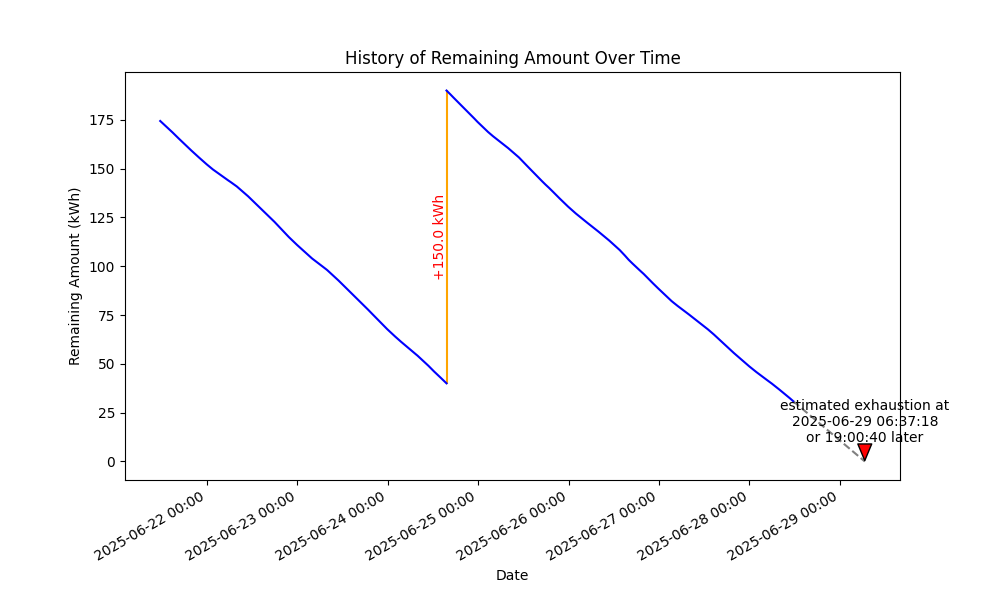 History of Remaining Amount Over Time
Remaining Amount (kWh)
175
150
125
100
75
50
25
0
+150.0 kWh
estimated exhaustion at
2025-06-29 06:37:18
or 19:00:40 later
2025-06-22 00:00
2025-06-23 00:00
2025-06-24 00:00
2025-06-25 00:00
2025-06-26 00:00
2025-06-27 00:00
2025-06-28 00:00
2025-06-29 00:00
Date